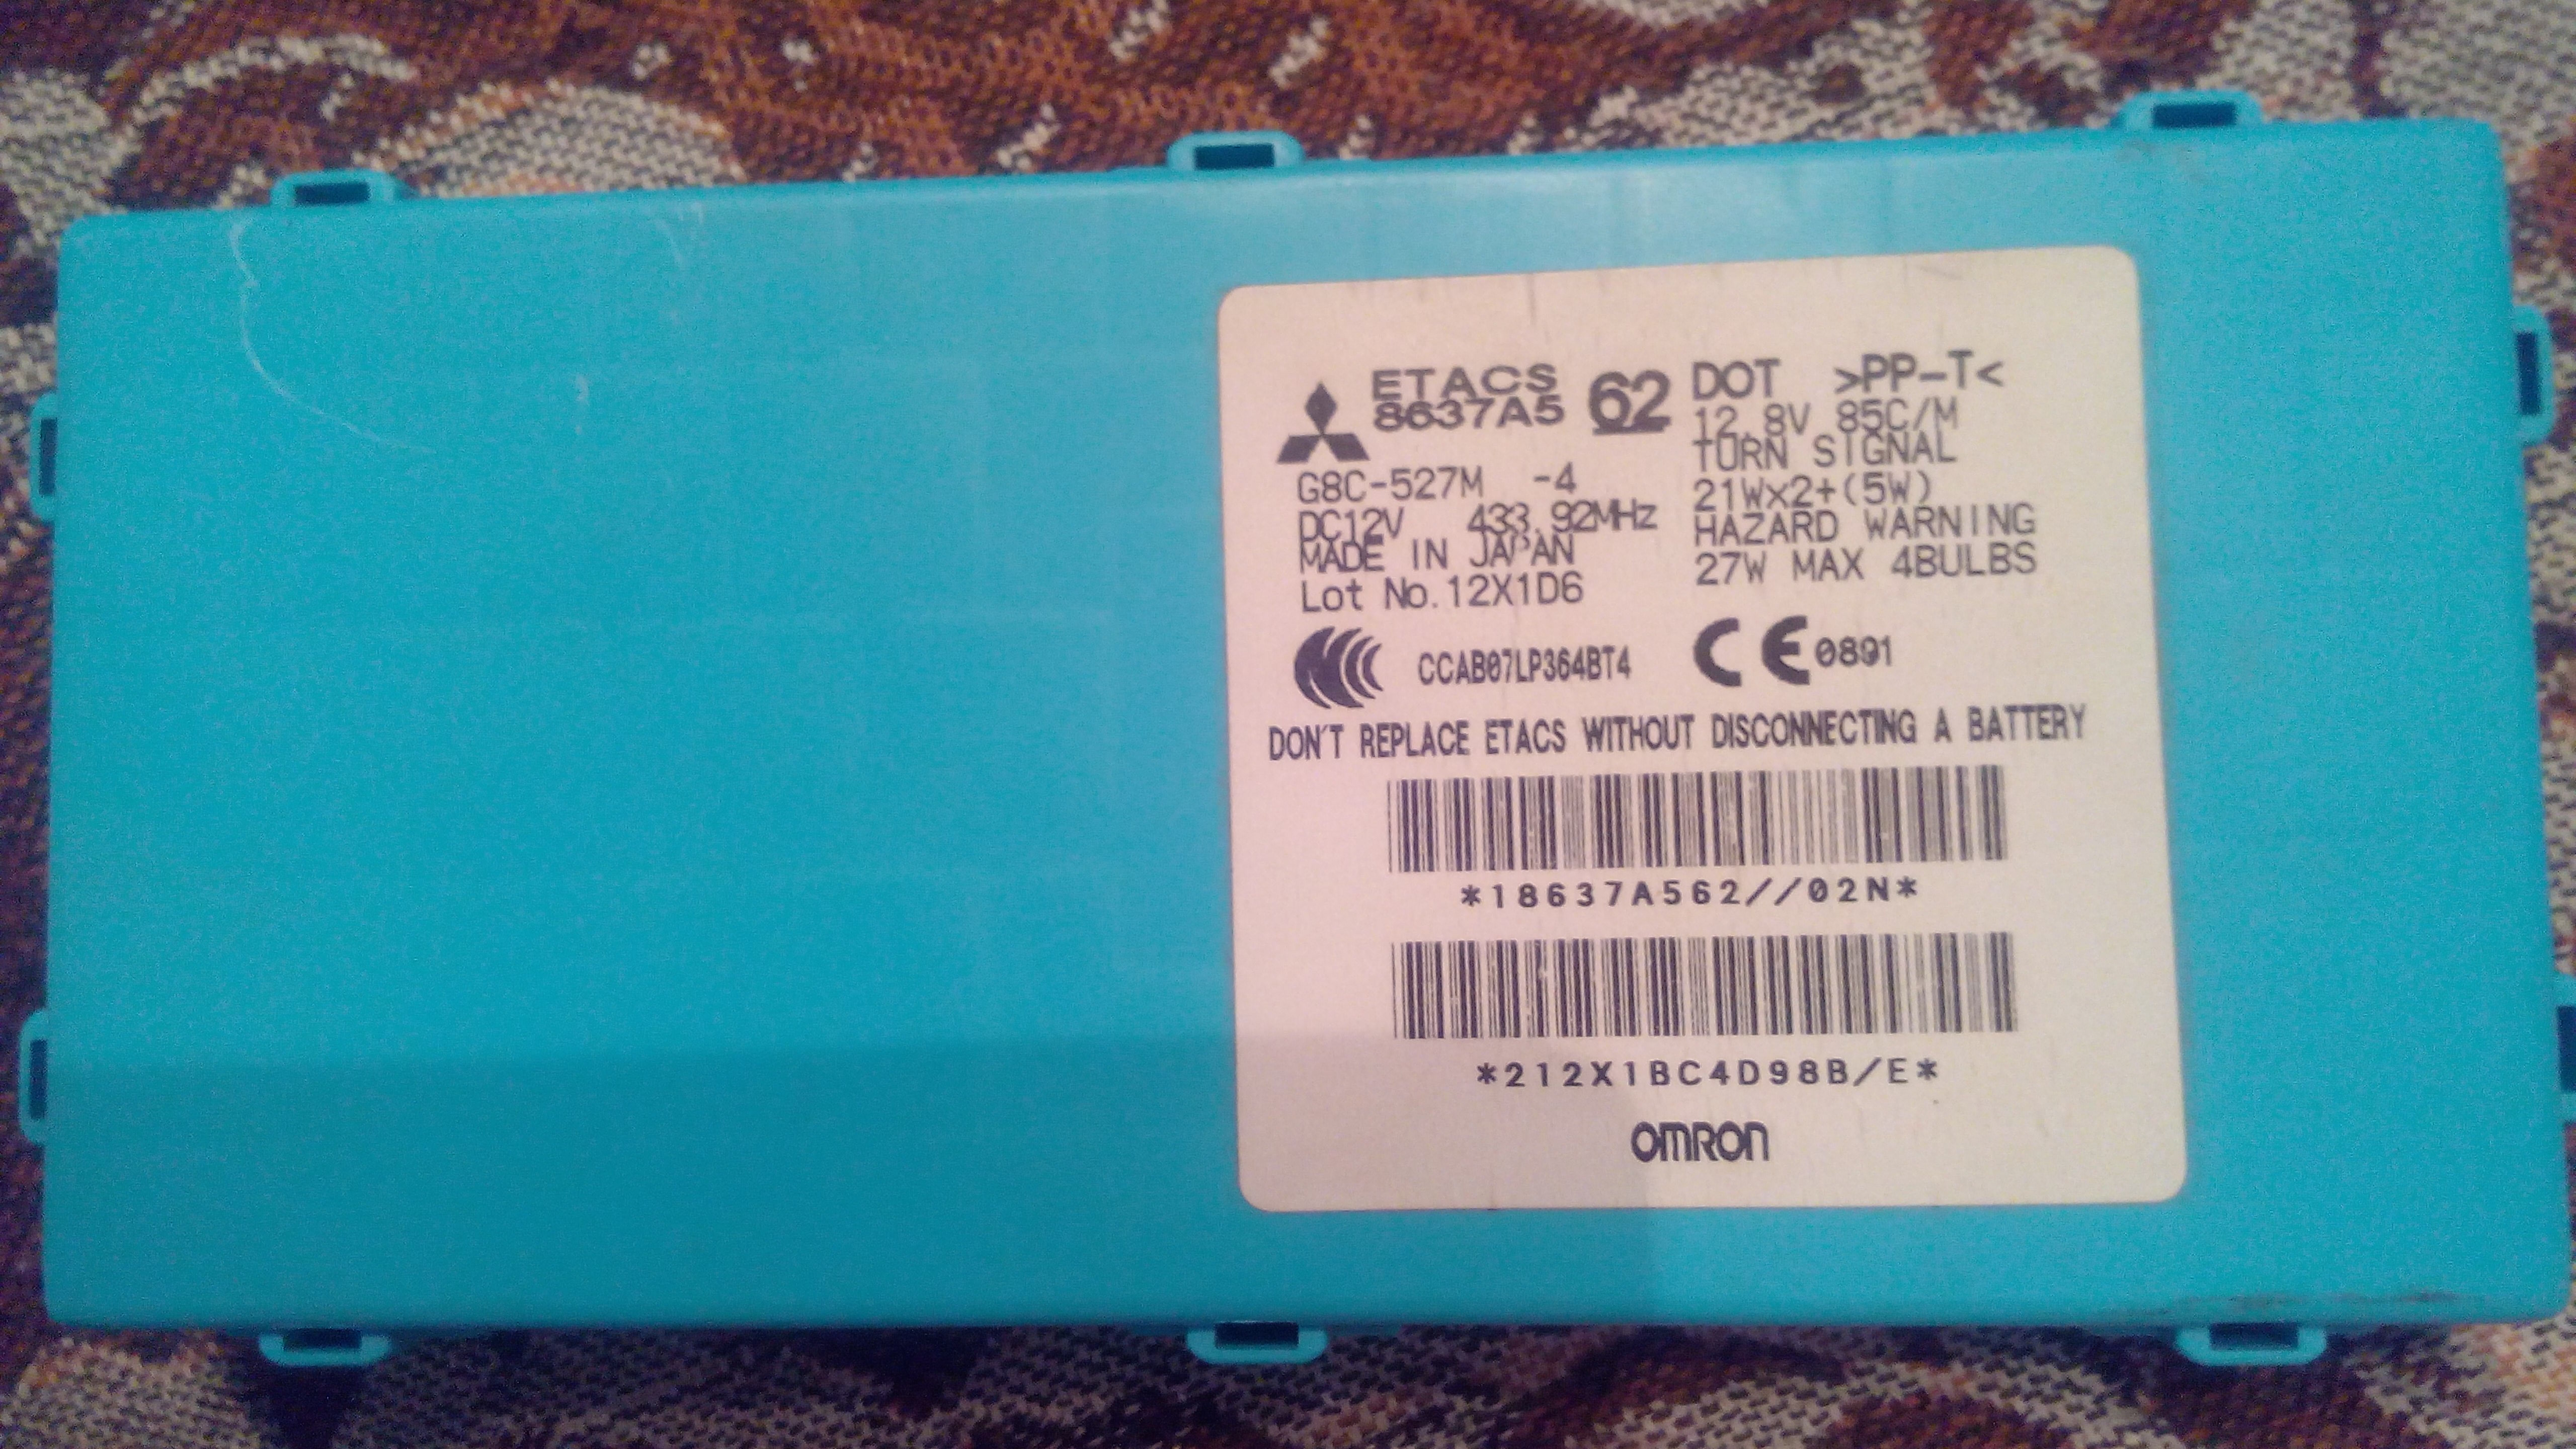 ETACS
8637A5 62
G8C-527M -4
DC12V 433.92MHz
MADE IN JAPAN
Lot No.12X1D6
DOT >PP-T<
12.8V 85C/M
TURN SIGNAL
21Wx2+(5W)
HAZARD WARNING
27W MAX 4BULBS
CCAB07LP364BT4
CE0891
DON'T REPLACE ETACS WITHOUT DISCONNECTING A BATTERY
*18637A562//02N*
*212X1BC4D98B/E*
OMRON